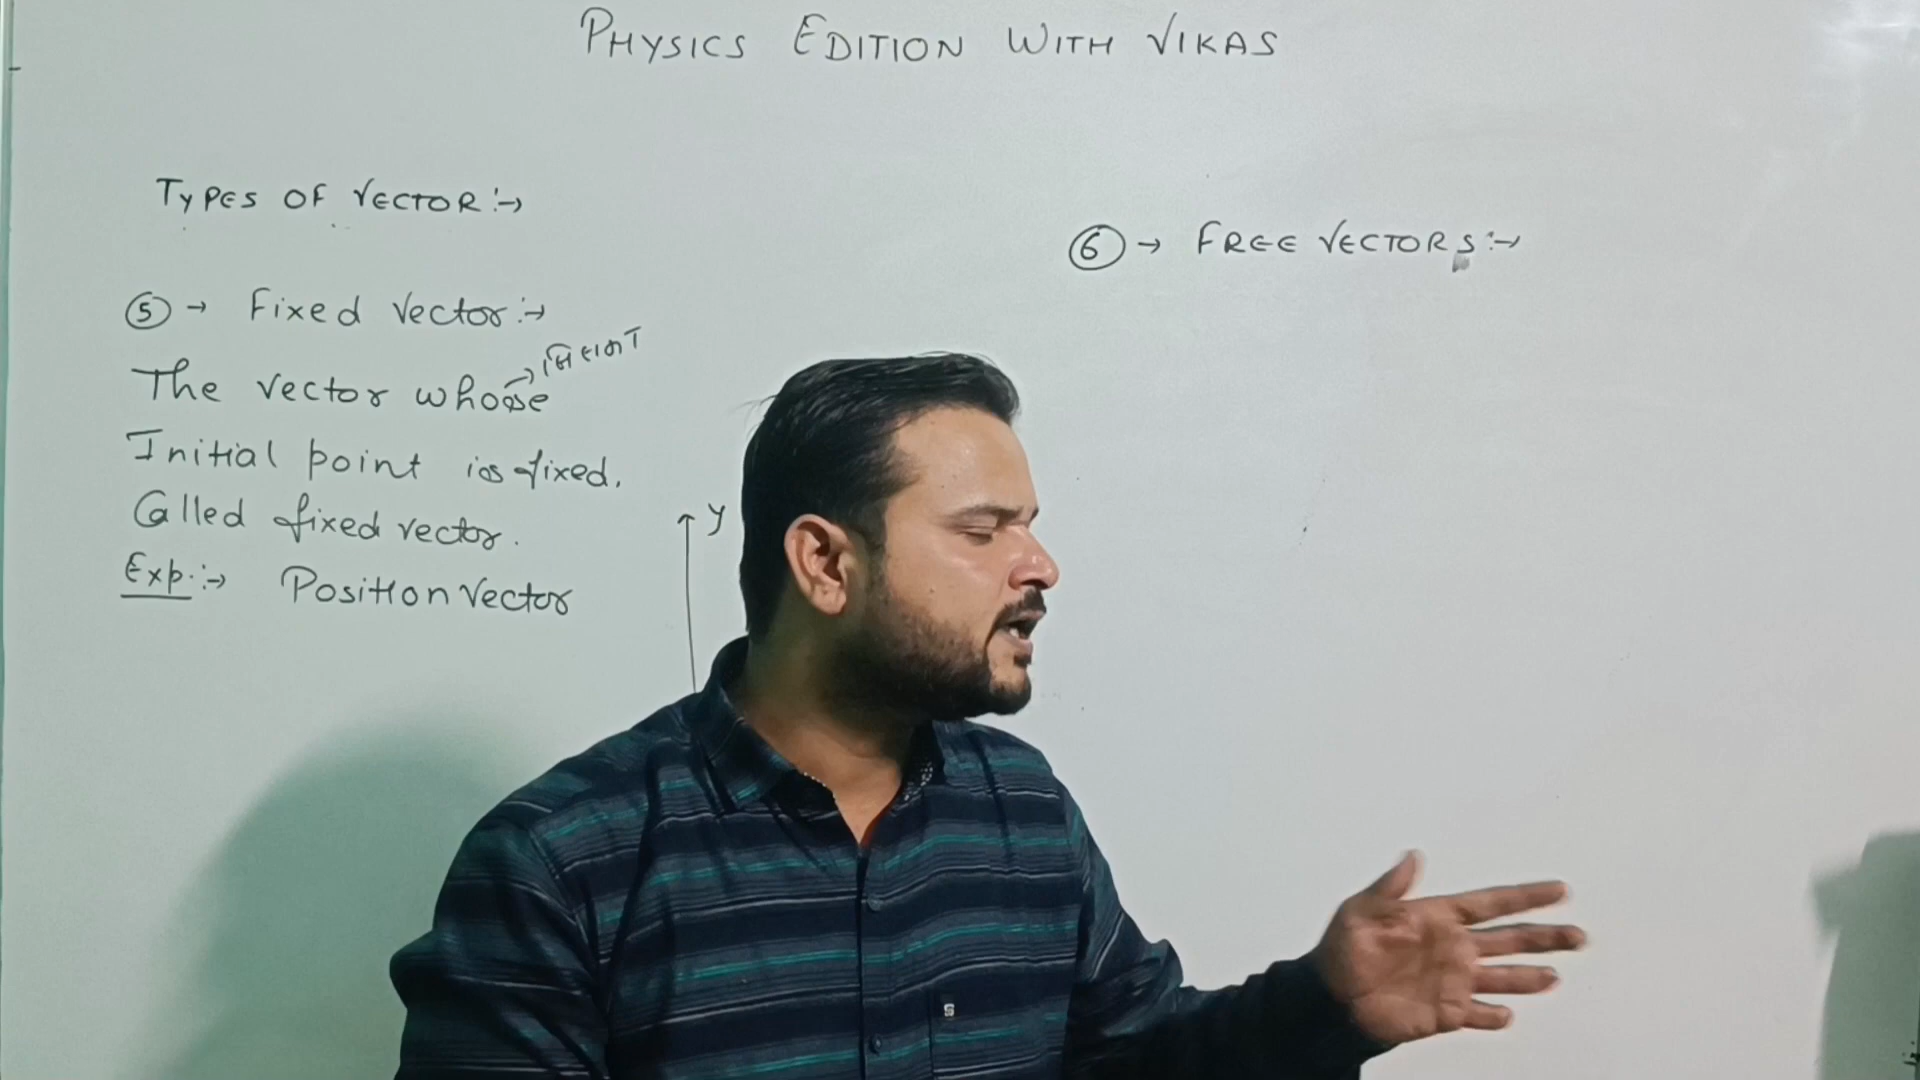 PHYSICS EDITION WITH VIKAS
TYPES OF VECTOR :→
⑤ → Fixed Vector :→
The vector whose → जिसका
Initial point is fixed.
Called fixed vector.
Exp. :→ Position Vector
y
⑥ → FREE VECTORS :→
S